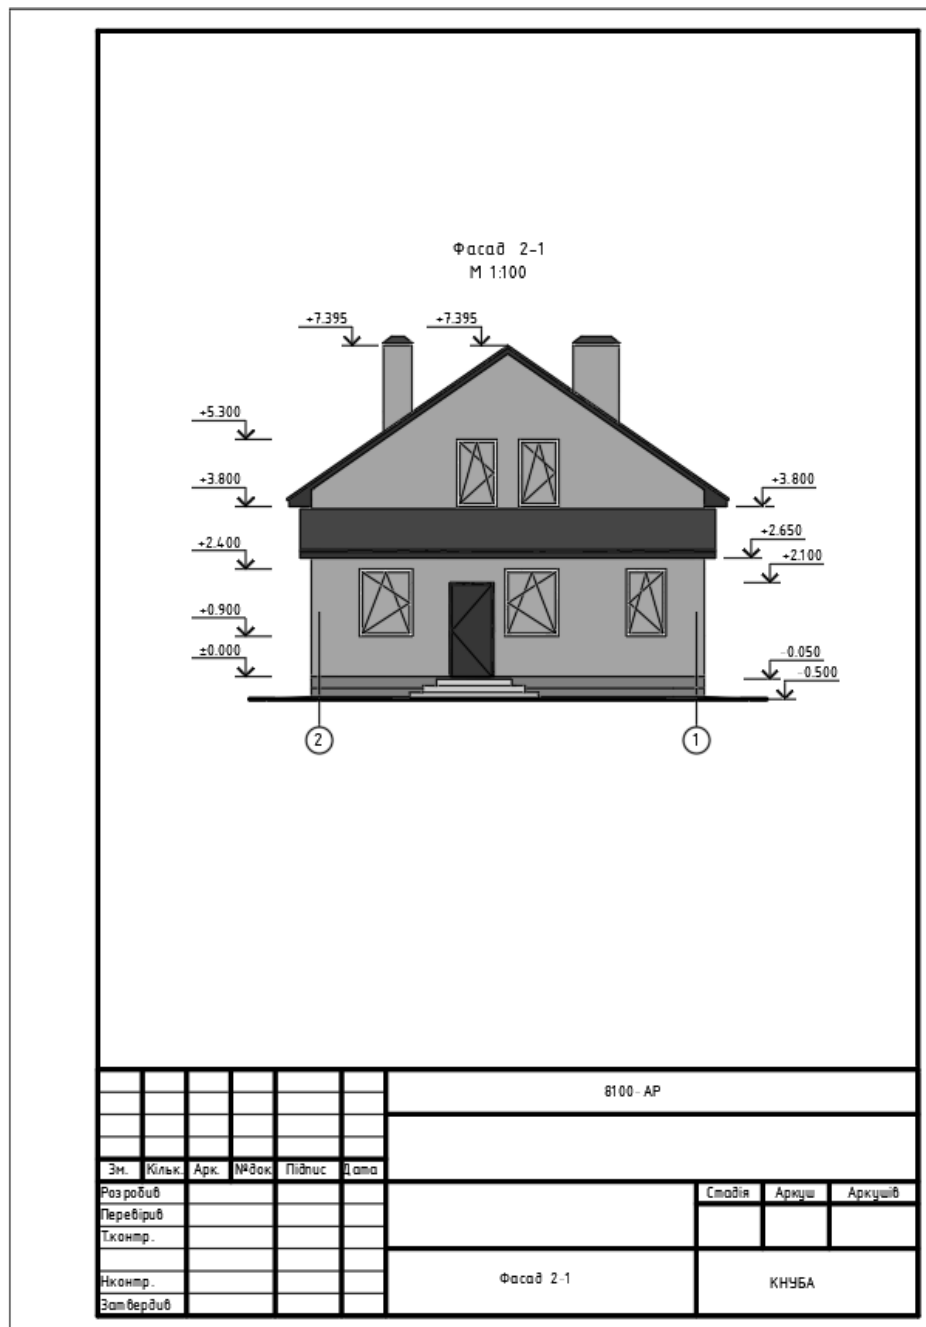 Фасад 2-1
М 1:100
+7.395
+7.395
+5.300
+3.800
+3.800
+2.650
+2.400
+2.100
+0.900
±0.000
-0.050
-0.500
2
1
8100-АР
Зм. Кільк. Арк. №док Підпис Дата
Розробив
Стадія Аркуш Аркушів
Перевірив
Т.контр.
Фасад 2-1
КНУБА
Н.контр.
Затвердив